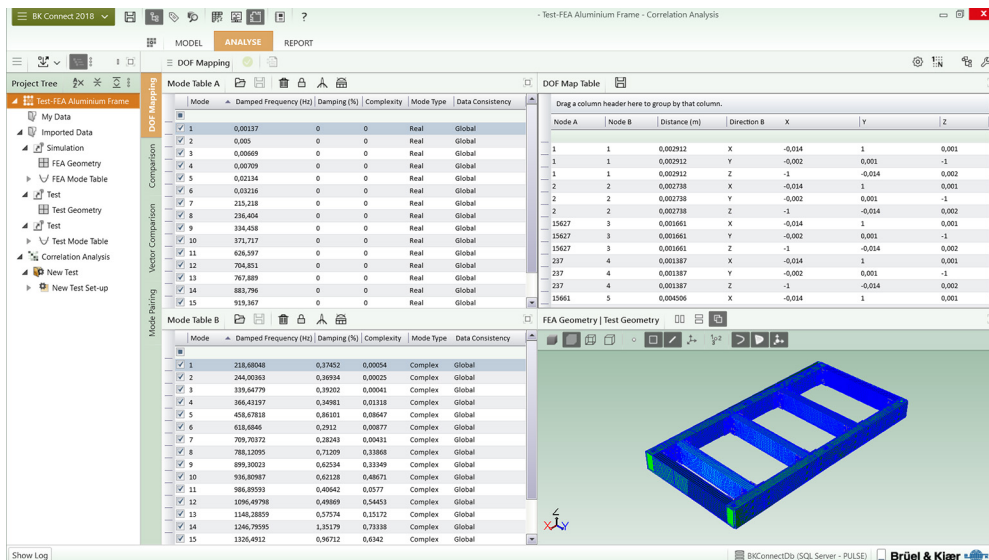 BK Connect 2018
?
- Test-FEA Aluminium Frame - Correlation Analysis
MODEL ANALYSE REPORT
DOF Mapping
Project Tree
Test-FEA Aluminium Frame
My Data
Imported Data
Simulation
FEA Geometry
FEA Mode Table
Test
Test Geometry
Test
Test Mode Table
Correlation Analysis
New Test
New Test Set-up
DOF Mapping
Comparison
Vector Comparison
Mode Pairing
Mode Table A
Mode Damped Frequency (Hz) Damping (%) Complexity Mode Type Data Consistency
1 0,00137 0 0 Real Global
2 0,005 0 0 Real Global
3 0,00669 0 0 Real Global
4 0,00709 0 0 Real Global
5 0,02134 0 0 Real Global
6 0,03216 0 0 Real Global
7 215,218 0 0 Real Global
8 236,404 0 0 Real Global
9 334,458 0 0 Real Global
10 371,717 0 0 Real Global
11 626,597 0 0 Real Global
12 704,851 0 0 Real Global
13 767,889 0 0 Real Global
14 883,796 0 0 Real Global
15 919,367 0 0 Real Global
Mode Table B
Mode Damped Frequency (Hz) Damping (%) Complexity Mode Type Data Consistency
1 218,68048 0,37452 0,00054 Complex Global
2 244,00363 0,36934 0,00025 Complex Global
3 339,64779 0,39202 0,00041 Complex Global
4 366,43197 0,34981 0,01318 Complex Global
5 458,67818 0,86101 0,08647 Complex Global
6 618,6846 0,2912 0,00877 Complex Global
7 709,70372 0,28243 0,00431 Complex Global
8 788,12095 0,71209 0,33868 Complex Global
9 899,30023 0,62534 0,33349 Complex Global
10 936,80987 0,62128 0,48671 Complex Global
11 986,89593 0,40642 0,0577 Complex Global
12 1096,49798 0,49869 0,54453 Complex Global
13 1148,28859 0,57574 0,15172 Complex Global
14 1246,79595 1,35179 0,73338 Complex Global
15 1326,4912 0,96712 0,6342 Complex Global
DOF Map Table
Drag a column header here to group by that column.
Node A Node B Distance (m) Direction B X Y Z
1 1 0,002912 X -0,014 1 0,001
1 1 0,002912 Y -0,002 0,001 -1
1 1 0,002912 Z -1 -0,014 0,002
2 2 0,002738 X -0,014 1 0,001
2 2 0,002738 Y -0,002 0,001 -1
2 2 0,002738 Z -1 -0,014 0,002
15627 3 0,001661 X -0,014 1 0,001
15627 3 0,001661 Y -0,002 0,001 -1
15627 3 0,001661 Z -1 -0,014 0,002
237 4 0,001387 X -0,014 1 0,001
237 4 0,001387 Y -0,002 0,001 -1
237 4 0,001387 Z -1 -0,014 0,002
15661 5 0,004506 X -0,014 1 0,001
FEA Geometry | Test Geometry
Z
X Y
Show Log
BKConnectDb (SQL Server - PULSE)
Brüel & Kjær